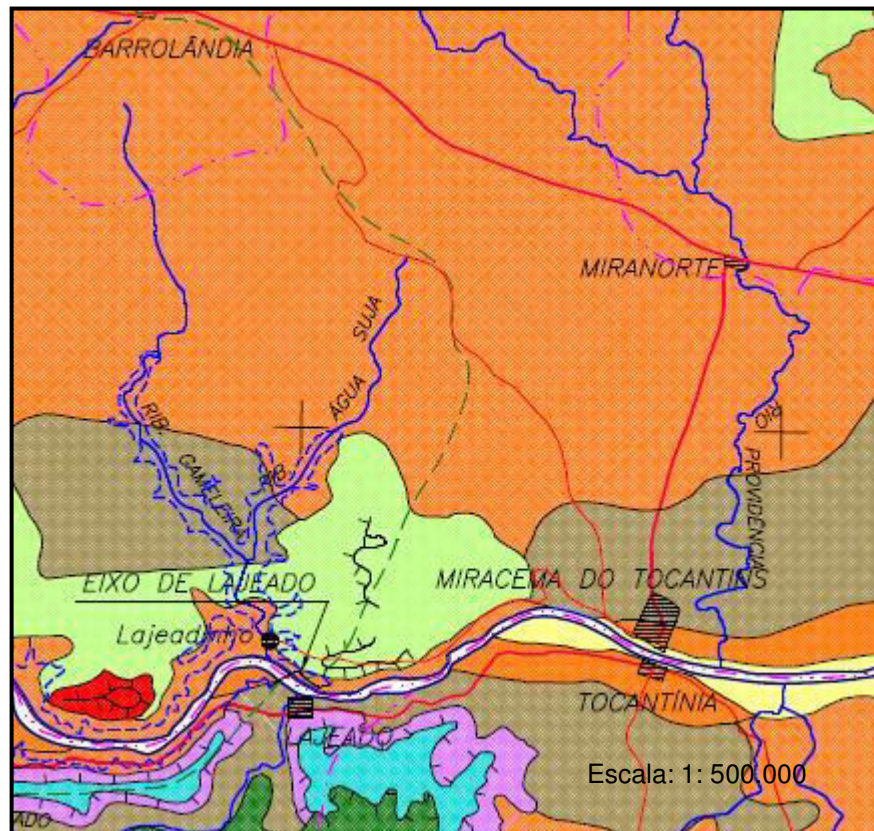 BARROLÂNDIA
MIRANORTE
SUJA
ÁGUA
RIB
RIB
GAMELEIRA
RIO
PROVIDÊNCIA
EIXO DE LAJEADO
MIRACEMA DO TOCANTINS
Lajeadinho
TOCANTÍNIA
LAJEADO
Escala: 1: 500.000
ADO